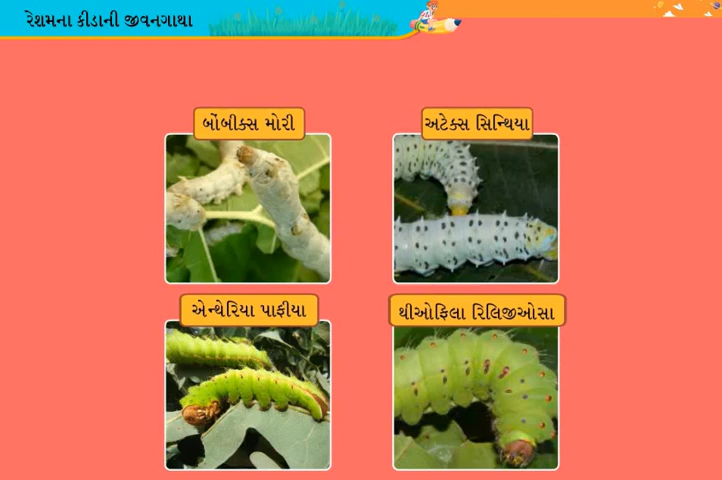 રેશમના કીડાની જીવનગાથા
બોંબીક્સ મોરી
અટેક્સ સિન્થિયા
એન્થેરિયા પાફીયા
થીઓફિલા રિલિજીઓસા